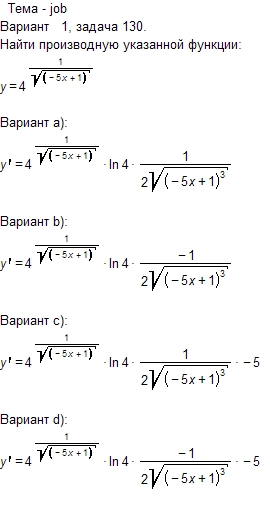 Тема - job
Вариант 1, задача 130.
Найти производную указанной функции:
y = 4^(1/√(−5x+1))
Вариант a):
y' = 4^(1/√(−5x+1)) · ln 4 · 1/(2√(−5x+1)^3)
Вариант b):
y' = 4^(1/√(−5x+1)) · ln 4 · −1/(2√(−5x+1)^3)
Вариант c):
y' = 4^(1/√(−5x+1)) · ln 4 · 1/(2√(−5x+1)^3) · −5
Вариант d):
y' = 4^(1/√(−5x+1)) · ln 4 · −1/(2√(−5x+1)^3) · −5